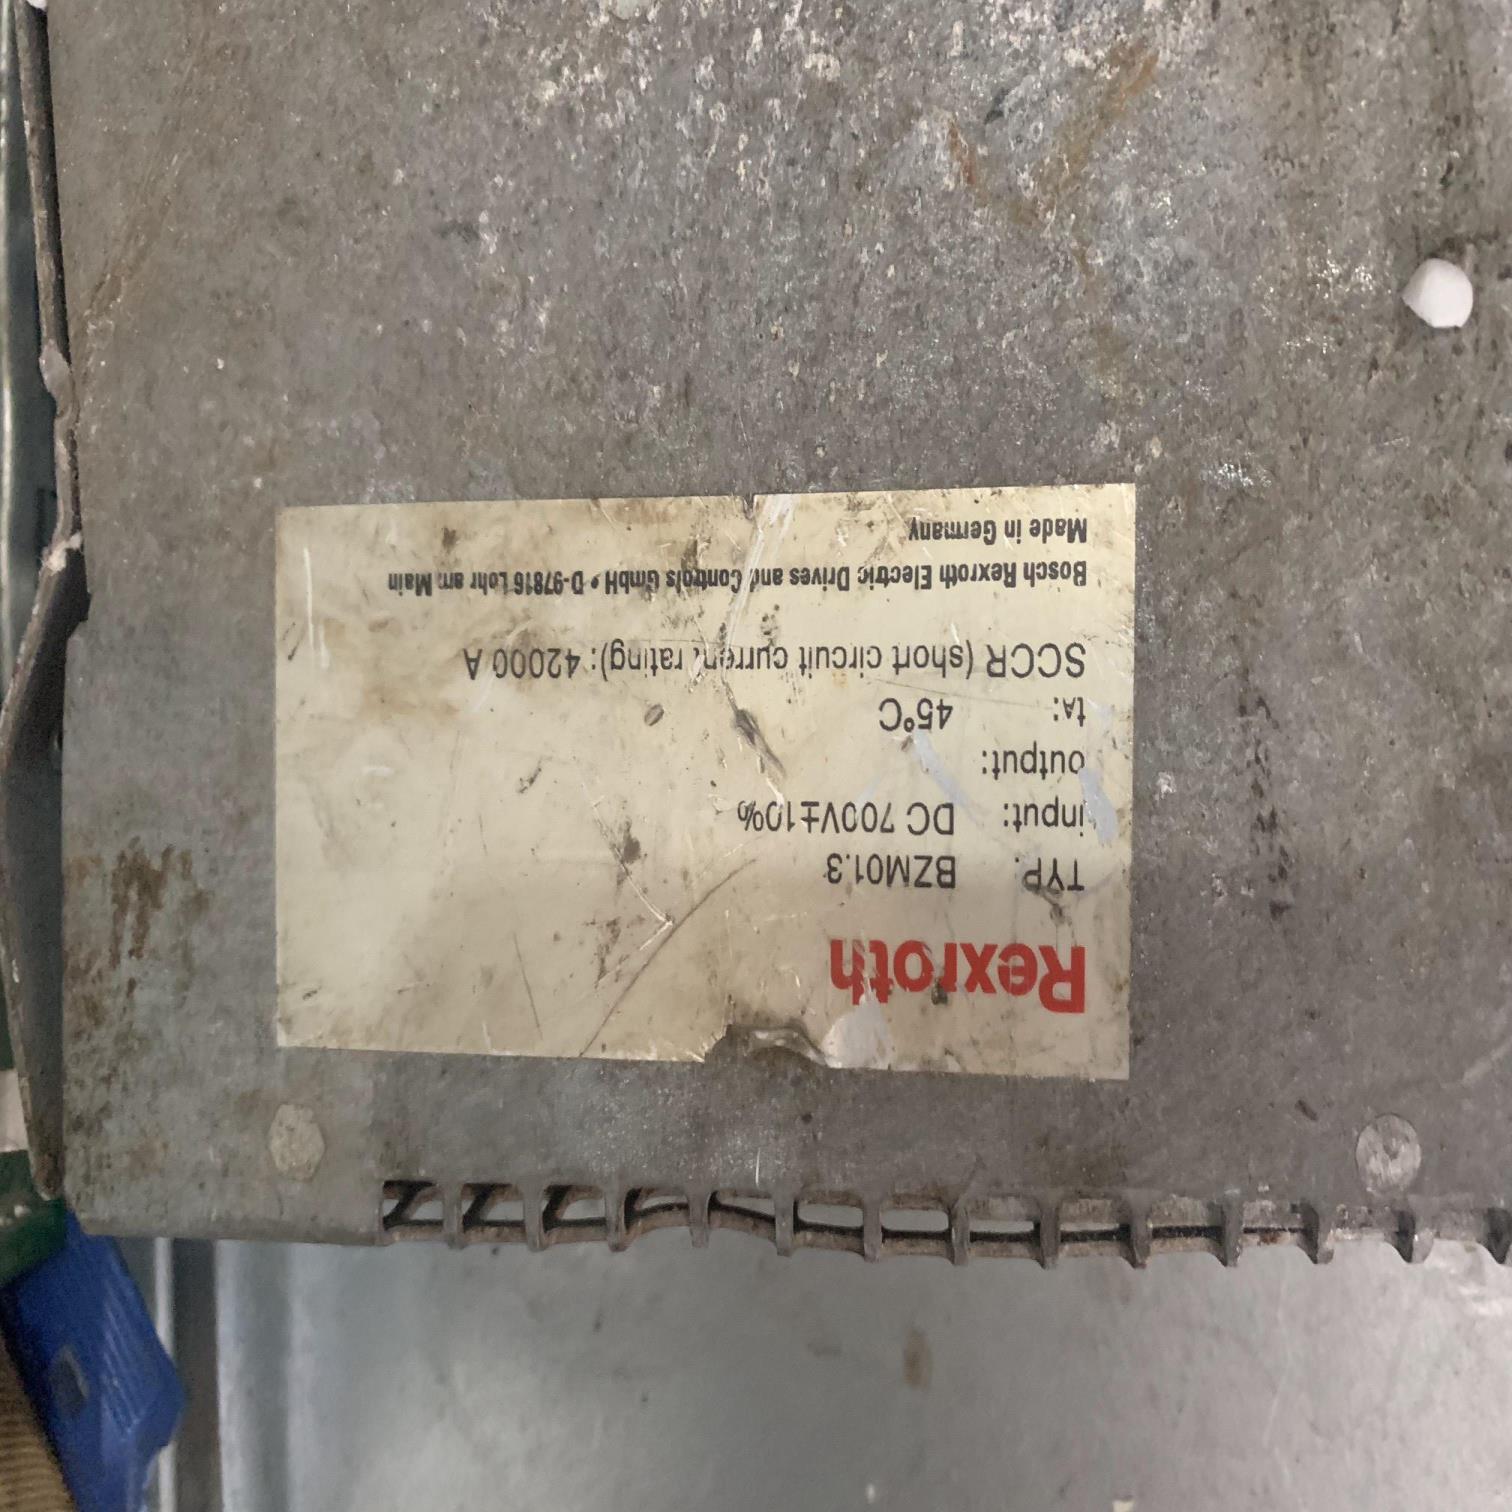 Rexroth
TYP: BZM01.3
input: DC 700V±10%
output:
tA: 45°C
SCCR (short circuit current rating): 42000 A
Bosch Rexroth Electric Drives and Controls GmbH • D-97816 Lohr am Main
Made in Germany